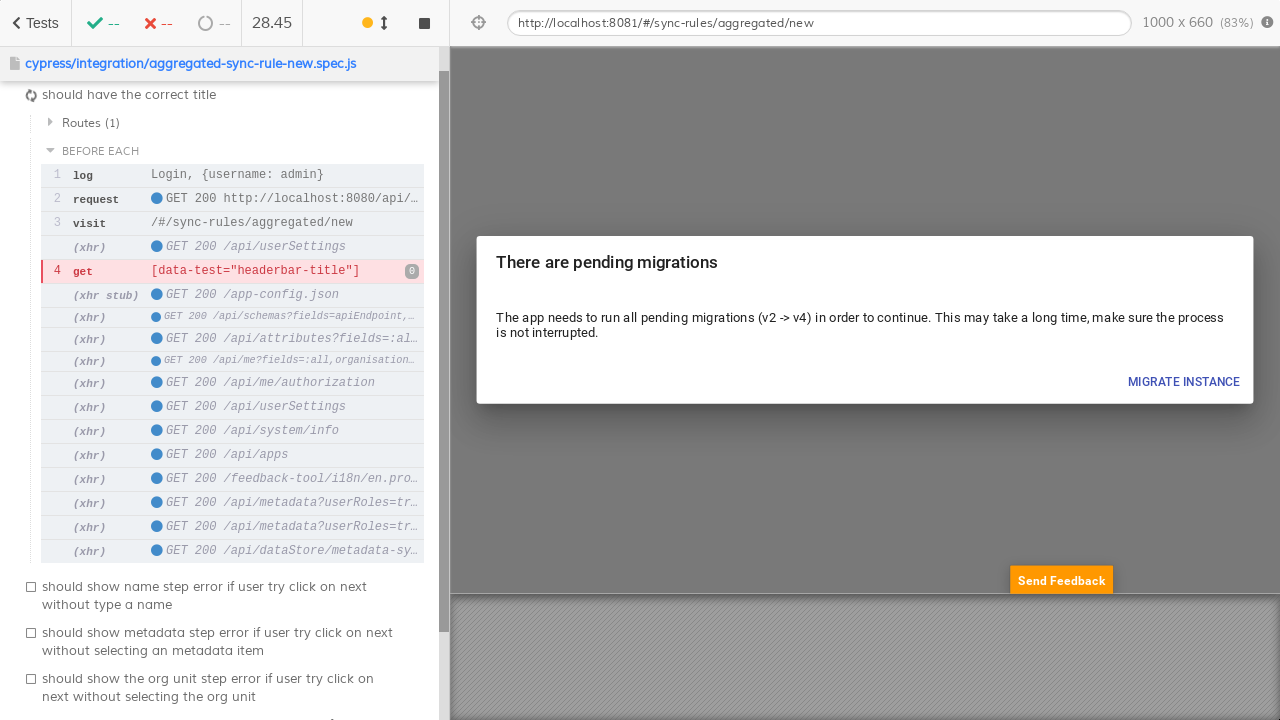 Tests
--
--
--
28.45
http://localhost:8081/#/sync-rules/aggregated/new
1000 x 660 (83%)
cypress/integration/aggregated-sync-rule-new.spec.js
should have the correct title
Routes (1)
BEFORE EACH
1 log Login, {username: admin}
2 request GET 200 http://localhost:8080/api/…
3 visit /#/sync-rules/aggregated/new
(xhr) GET 200 /api/userSettings
4 get [data-test="headerbar-title"] 0
(xhr stub) GET 200 /app-config.json
(xhr) GET 200 /api/schemas?fields=apiEndpoint,…
(xhr) GET 200 /api/attributes?fields=:al…
(xhr) GET 200 /api/me?fields=:all,organisation…
(xhr) GET 200 /api/me/authorization
(xhr) GET 200 /api/userSettings
(xhr) GET 200 /api/system/info
(xhr) GET 200 /api/apps
(xhr) GET 200 /feedback-tool/i18n/en.pro…
(xhr) GET 200 /api/metadata?userRoles=tr…
(xhr) GET 200 /api/metadata?userRoles=tr…
(xhr) GET 200 /api/dataStore/metadata-sy…
should show name step error if user try click on next
without type a name
should show metadata step error if user try click on next
without selecting an metadata item
should show the org unit step error if user try click on
next without selecting the org unit
There are pending migrations
The app needs to run all pending migrations (v2 -> v4) in order to continue. This may take a long time, make sure the process
is not interrupted.
MIGRATE INSTANCE
Send Feedback